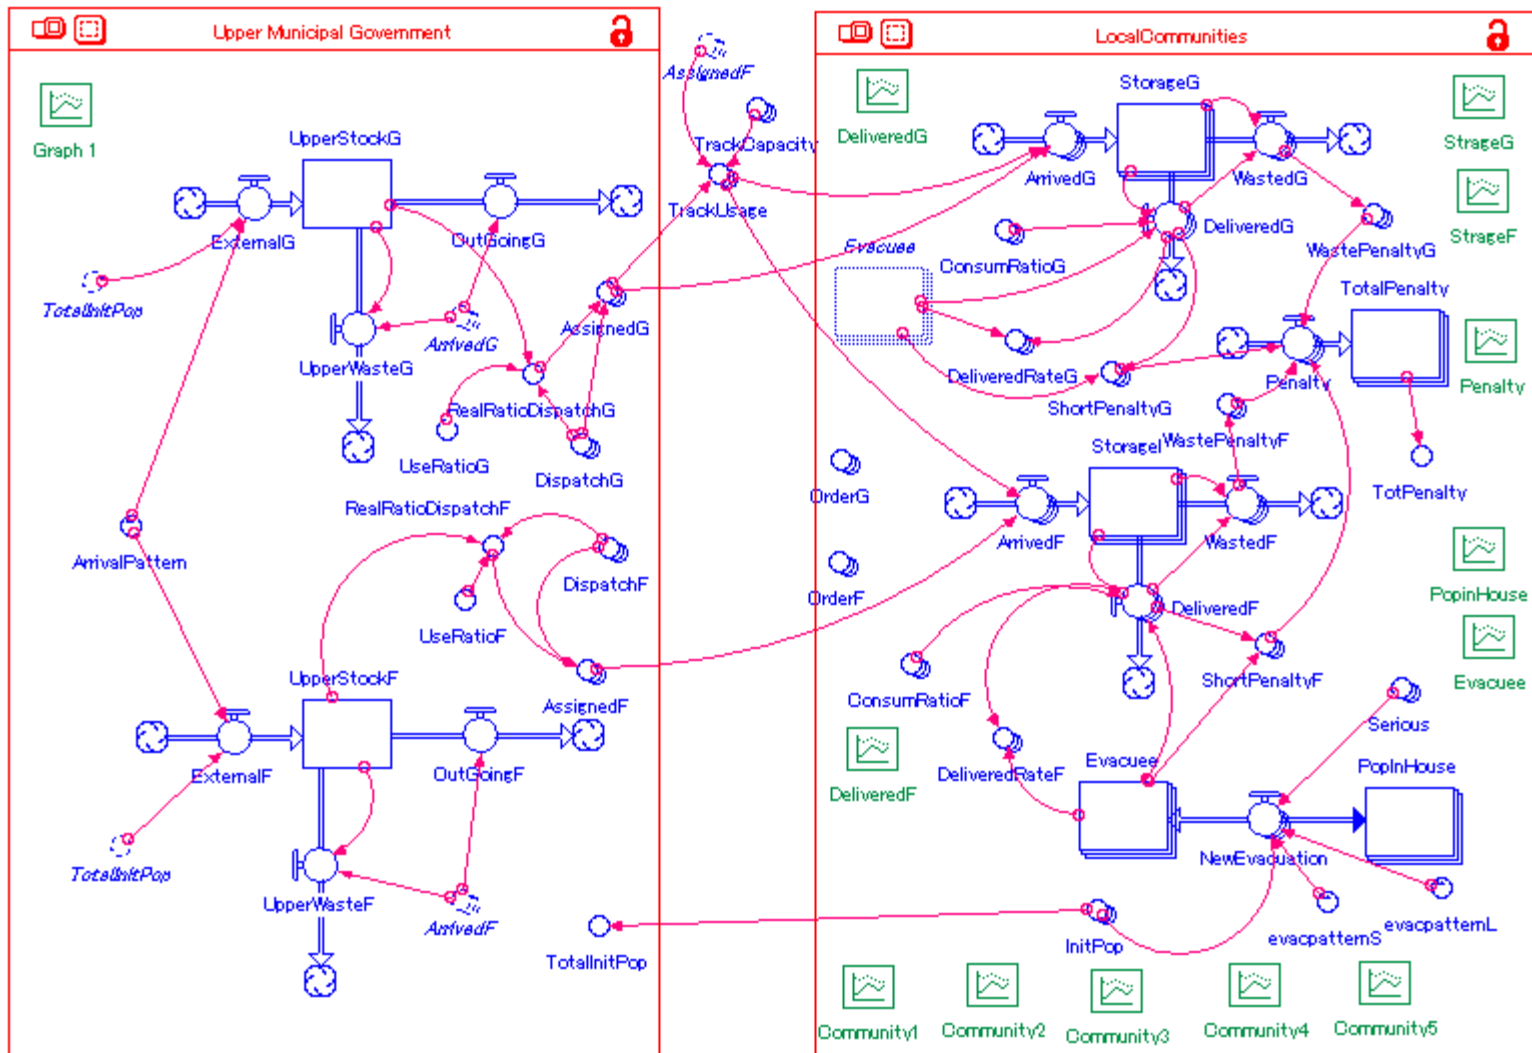 Upper Municipal Government
Graph 1
UpperStockG
ExternalG
OutGoingG
TotalInitPop
UpperWasteG
ArrivedG
AssignedG
RealRatioDispatchG
UseRatioG
DispatchG
RealRatioDispatchF
ArrivalPattern
DispatchF
UseRatioF
UpperStockF
AssignedF
ExternalF
OutGoingF
TotalInitPop
UpperWasteF
ArrivedF
TotalInitPop
AssignedF
TrackCapacity
TrackUsage
LocalCommunities
DeliveredG
StorageG
StrageG
ArrivedG
WastedG
StrageF
DeliveredG
WastePenaltyG
Evacuee
ConsumRatioG
TotalPenalty
DeliveredRateG
ShortPenaltyG
Penalty
Penalty
WastePenaltyF
StorageI
OrderG
TotPenalty
ArrivedF
WastedF
OrderF
DeliveredF
PopinHouse
ConsumRatioF
ShortPenaltyF
Evacuee
Serious
DeliveredF
DeliveredRateF
Evacuee
PopInHouse
NewEvacuation
evacpatternS
evacpatternL
InitPop
Community1
Community2
Community3
Community4
Community5